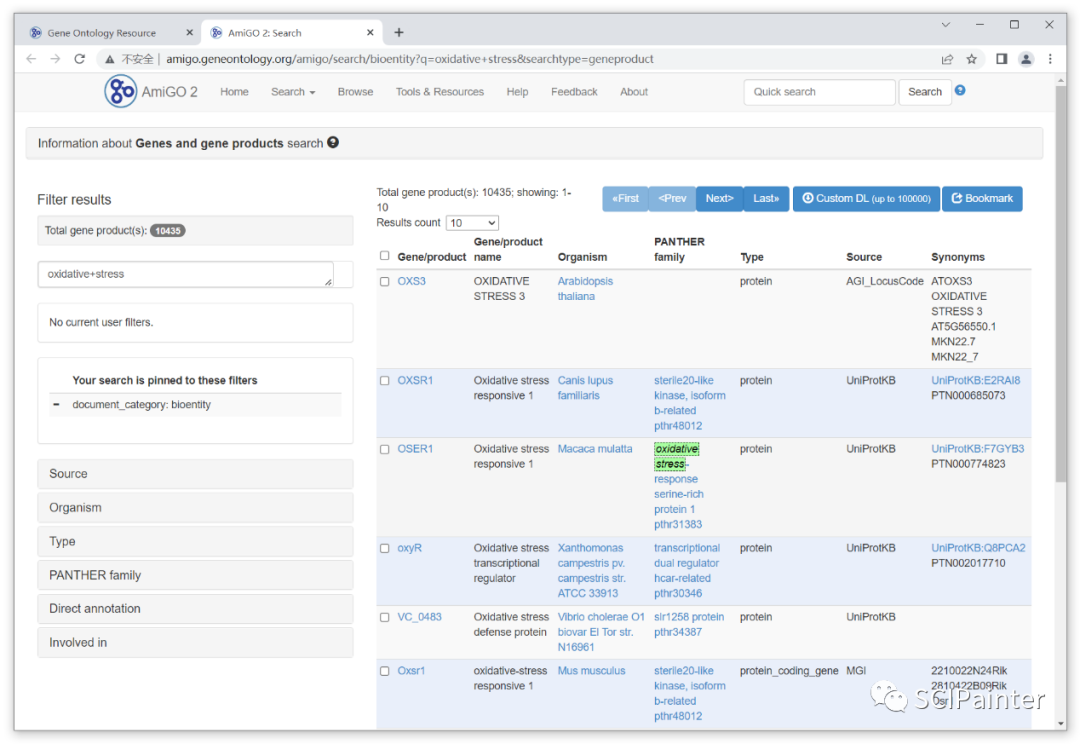 Gene Ontology Resource
AmiGO 2: Search
不安全 | amigo.geneontology.org/amigo/search/bioentity?q=oxidative+stress&searchtype=geneproduct
AmiGO 2 Home Search Browse Tools & Resources Help Feedback About Quick search Search
Information about Genes and gene products search
Filter results
Total gene product(s): 10435
oxidative+stress
No current user filters.
Your search is pinned to these filters
document_category: bioentity
Source
Organism
Type
PANTHER family
Direct annotation
Involved in
Total gene product(s): 10435; showing: 1-
10
Results count 10
«First <Prev Next> Last» Custom DL (up to 100000) Bookmark
Gene/product
Gene/product
name
Organism
PANTHER
family
Type
Source
Synonyms
OXS3
OXIDATIVE
STRESS 3
Arabidopsis
thaliana
protein
AGI_LocusCode
ATOXS3
OXIDATIVE
STRESS 3
AT5G56550.1
MKN22.7
MKN22_7
OXSR1
Oxidative stress
responsive 1
Canis lupus
familiaris
sterile20-like
kinase, isoform
b-related
pthr48012
protein
UniProtKB
UniProtKB:E2RAI8
PTN000685073
OSER1
Oxidative stress
responsive 1
Macaca mulatta
oxidative
stress-
response
serine-rich
protein 1
pthr31383
protein
UniProtKB
UniProtKB:F7GYB3
PTN000774823
oxyR
Oxidative stress
transcriptional
regulator
Xanthomonas
campestris pv.
campestris str.
ATCC 33913
transcriptional
dual regulator
hcar-related
pthr30346
protein
UniProtKB
UniProtKB:Q8PCA2
PTN002017710
VC_0483
Oxidative stress
defense protein
Vibrio cholerae O1
biovar El Tor str.
N16961
slr1258 protein
pthr34387
protein
UniProtKB
Oxsr1
oxidative-stress
responsive 1
Mus musculus
sterile20-like
kinase, isoform
b-related
pthr48012
protein_coding_gene
MGI
2210022N24Rik
2810422B09Rik
SCIPainter